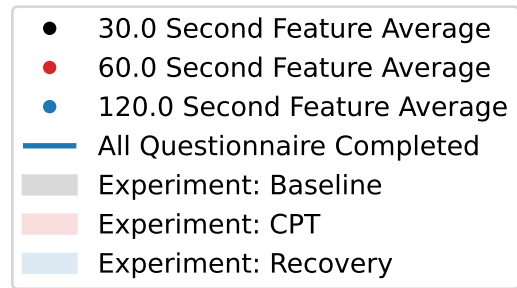 30.0 Second Feature Average
60.0 Second Feature Average
120.0 Second Feature Average
All Questionnaire Completed
Experiment: Baseline
Experiment: CPT
Experiment: Recovery